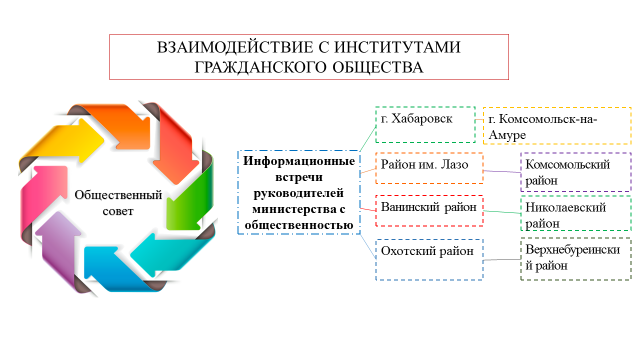 ВЗАИМОДЕЙСТВИЕ С ИНСТИТУТАМИ
ГРАЖДАНСКОГО ОБЩЕСТВА
Общественный
совет
Информационные
встречи
руководителей
министерства с
общественностью
г. Хабаровск
г. Комсомольск-на-
Амуре
Район им. Лазо
Комсомольский
район
Ванинский район
Николаевский
район
Охотский район
Верхнебуреински
й район